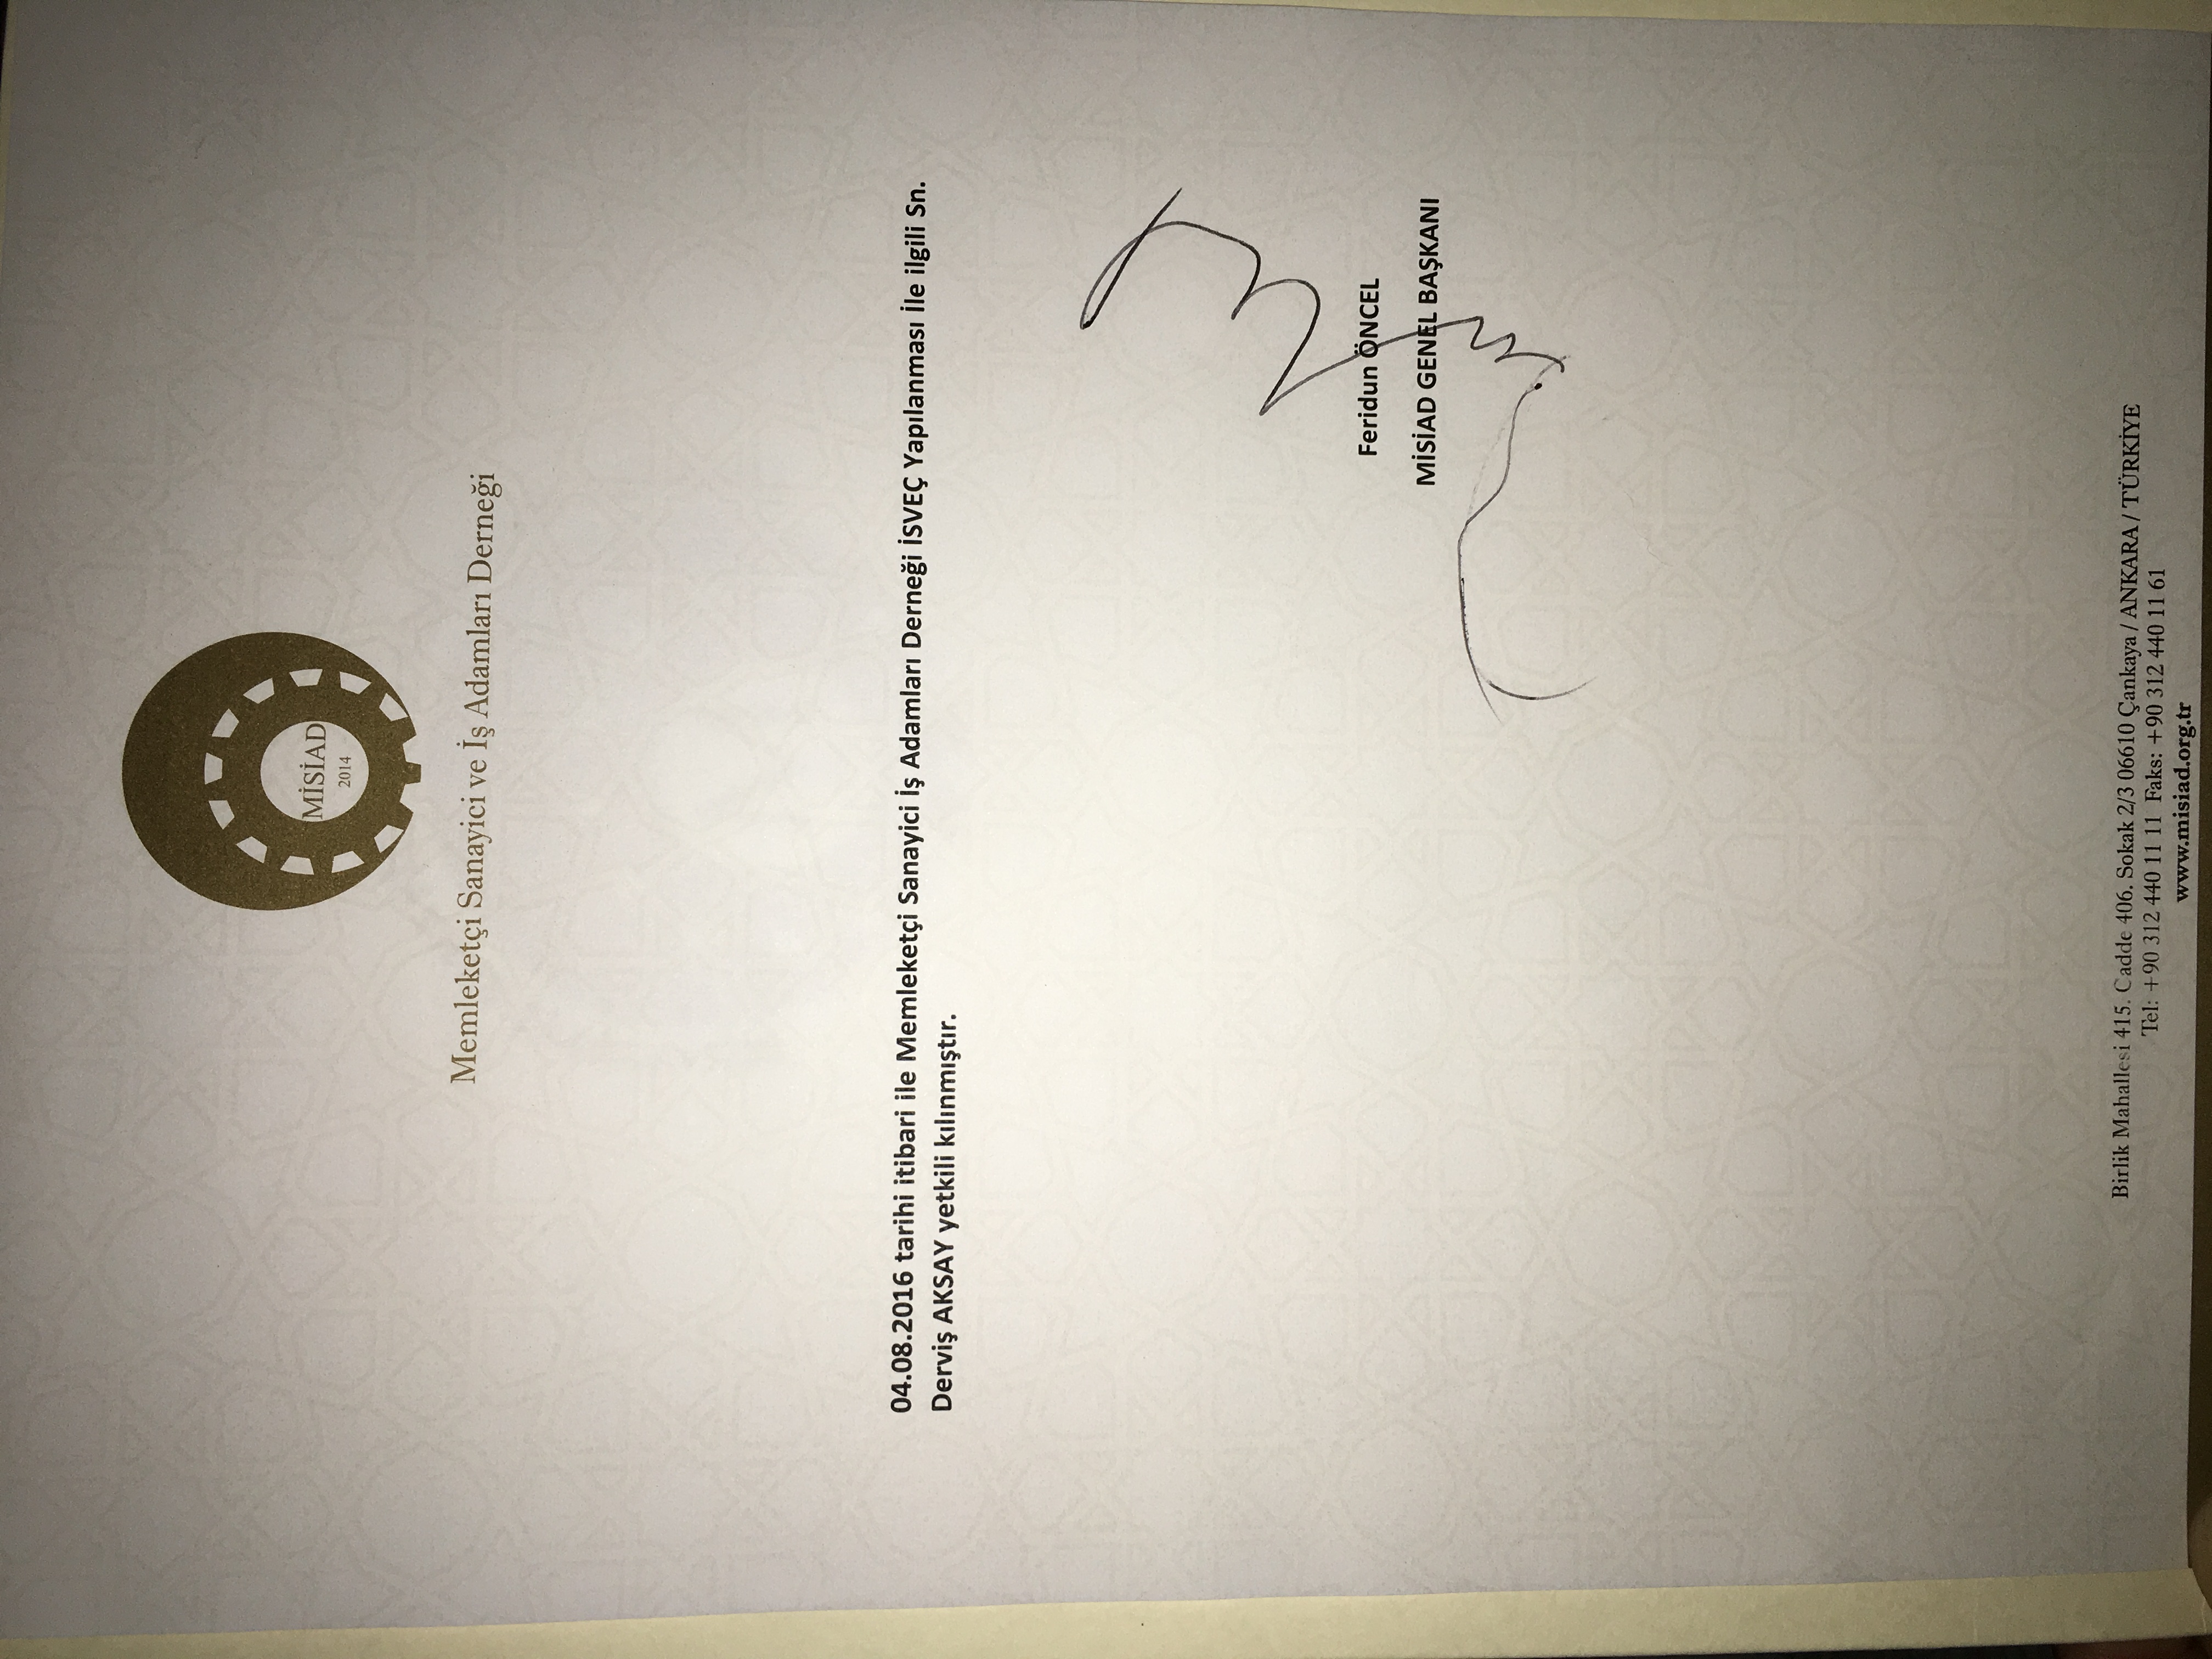 MİSİAD
2014
Memleketçi Sanayici ve İş Adamları Derneği
04.08.2016 tarihi itibari ile Memleketçi Sanayici İş Adamları Derneği İSVEÇ Yapılanması İle ilgili Sn.
Derviş AKSAY yetkili kılınmıştır.
Feridun ÖNCEL
MİSİAD GENEL BAŞKANI
Birlik Mahallesi 415. Cadde 406. Sokak 2/3 06610 Çankaya / ANKARA / TÜRKİYE
Tel: +90 312 440 11 11 Faks: +90 312 440 11 61
www.misiad.org.tr